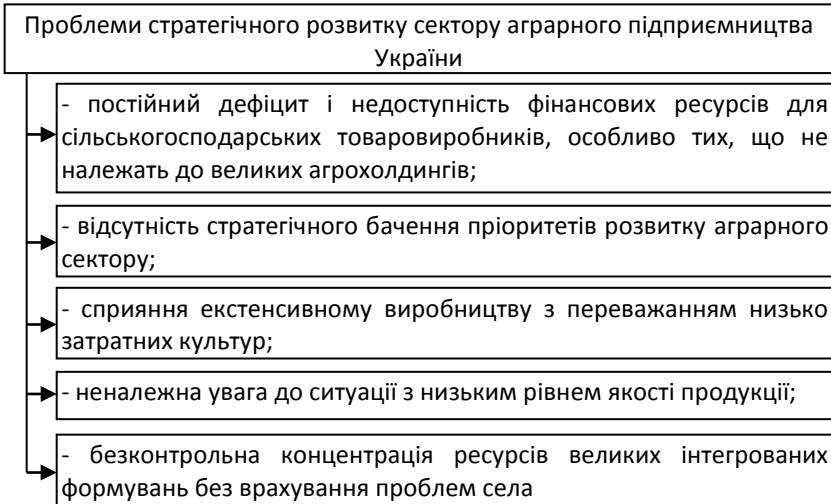 Проблеми стратегічного розвитку сектору аграрного підприємництва
України
- постійний дефіцит і недоступність фінансових ресурсів для
сільськогосподарських товаровиробників, особливо тих, що не
належать до великих агрохолдингів;
- відсутність стратегічного бачення пріоритетів розвитку аграрного
сектору;
- сприяння екстенсивному виробництву з переважанням низько
затратних культур;
- неналежна увага до ситуації з низьким рівнем якості продукції;
- безконтрольна концентрація ресурсів великих інтегрованих
формувань без врахування проблем села